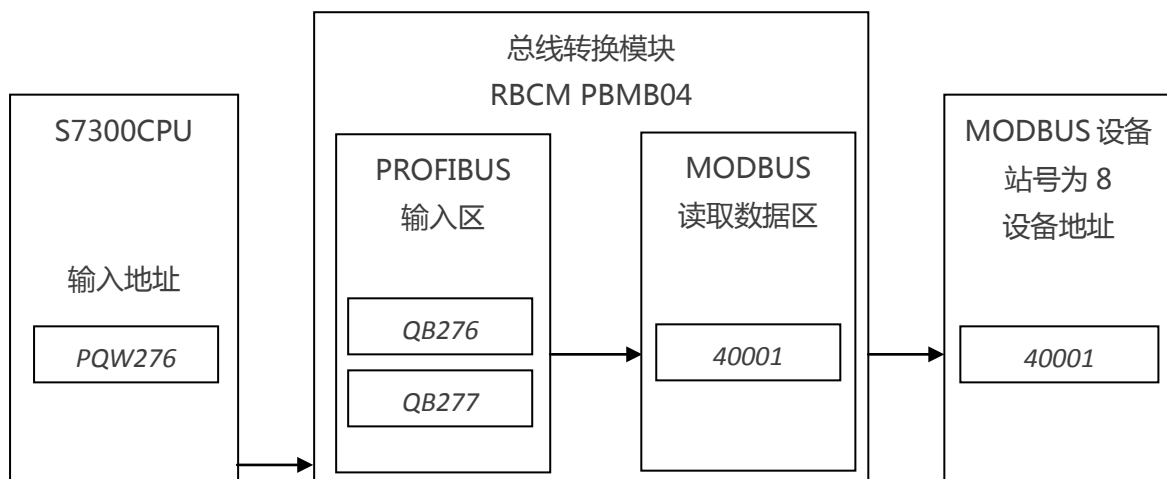 总线转换模块
RBCM PBMB04
S7300CPU
输入地址
PQW276
PROFIBUS
输入区
QB276
QB277
MODBUS
读取数据区
40001
MODBUS 设备
站号为 8
设备地址
40001